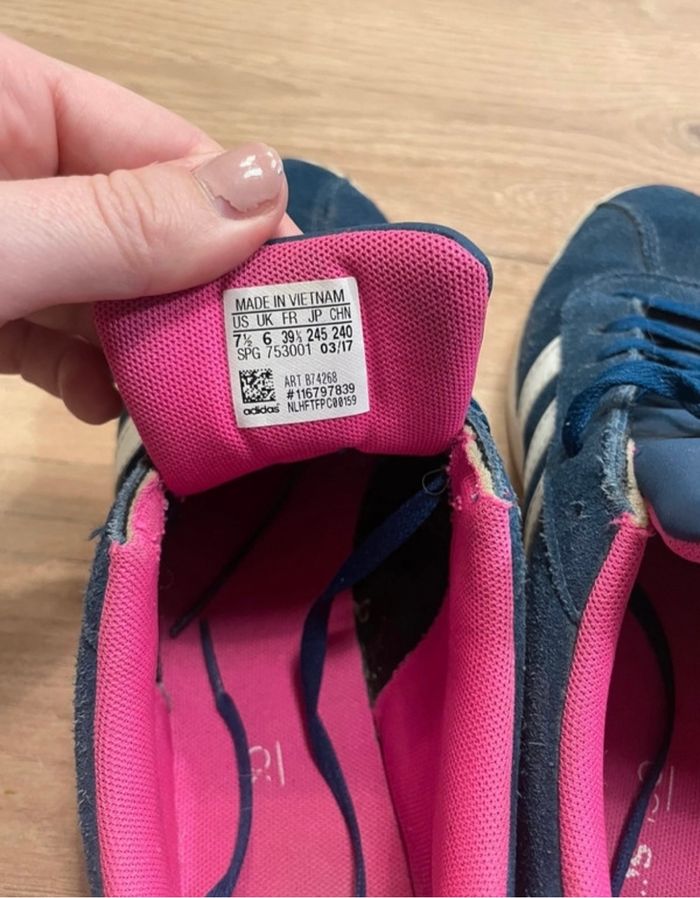 MADE IN VIETNAM
US UK FR JP CHN
7½ 6 39⅓ 245 240
SPG 753001 03/17
ART B74268
#116797839
adidas NLHFTFPC00159